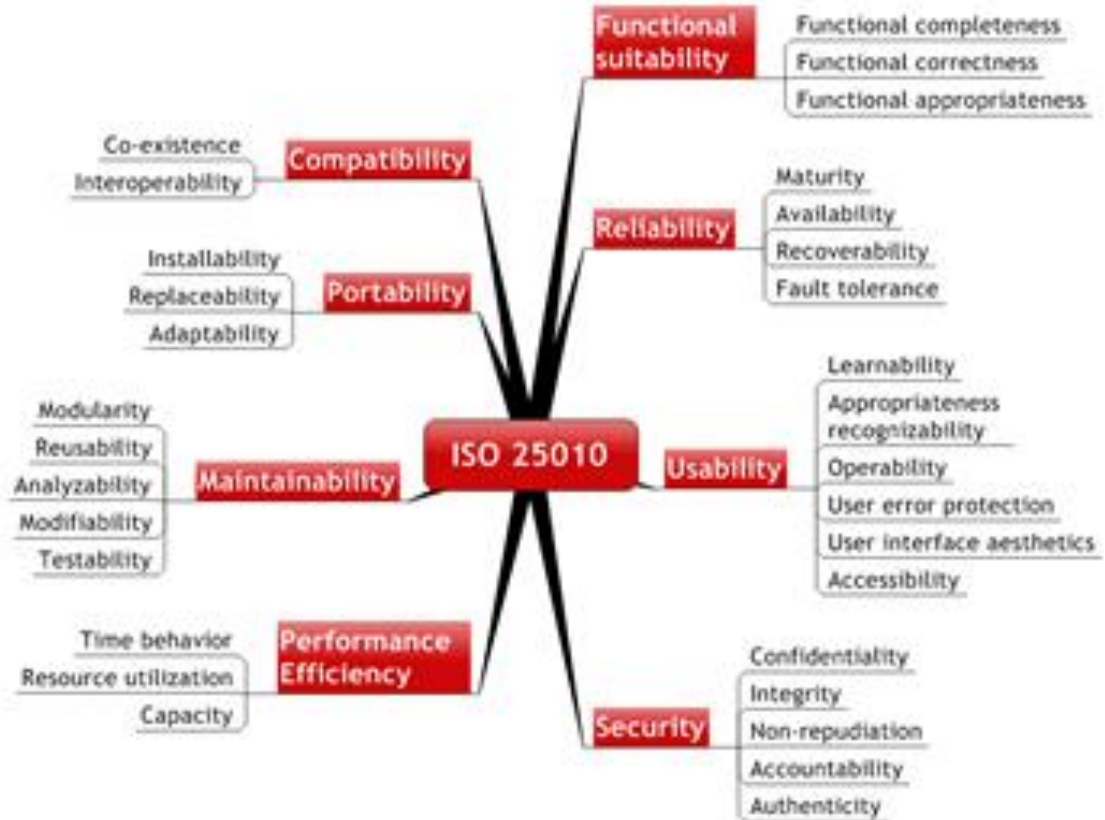 Functional
suitability
Functional completeness
Functional correctness
Functional appropriateness
Co-existence
Interoperability
Compatibility
Maturity
Availability
Recoverability
Fault tolerance
Reliability
Installability
Replaceability
Adaptability
Portability
Learnability
Appropriateness
recognizability
Operability
User error protection
User interface aesthetics
Accessibility
Usability
ISO 25010
Modularity
Reusability
Analyzability
Modifiability
Testability
Maintainability
Time behavior
Resource utilization
Capacity
Performance
Efficiency
Security
Confidentiality
Integrity
Non-repudiation
Accountability
Authenticity